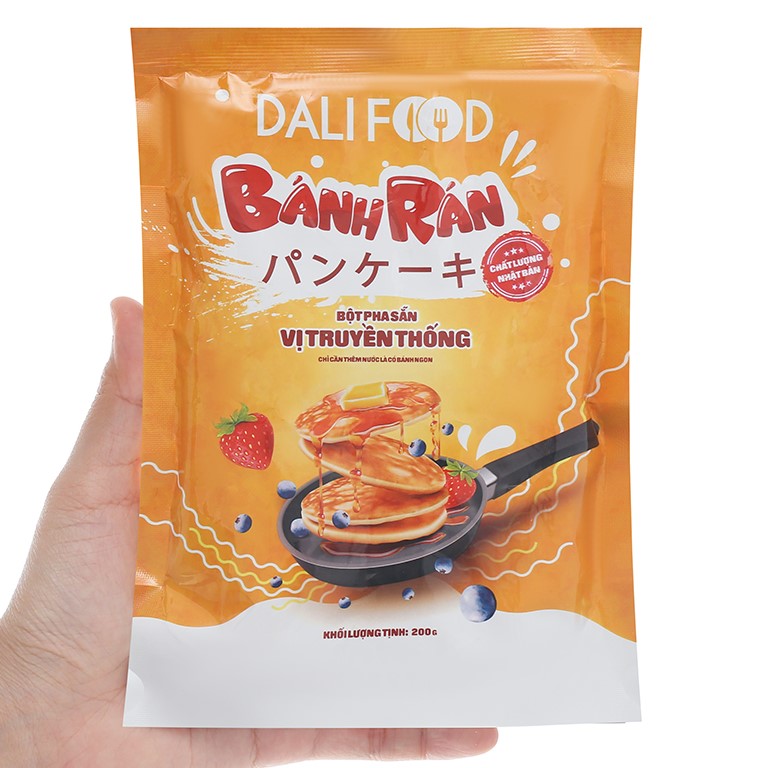 DALI FOOD
BÁNH RÁN
パンケーキ
CHẤT LƯỢNG
NHẬT BẢN
BỘT PHA SẴN
VỊ TRUYỀN THỐNG
CHỈ CẦN THÊM NƯỚC LÀ CÓ BÁNH NGON
KHỐI LƯỢNG TỊNH: 200G